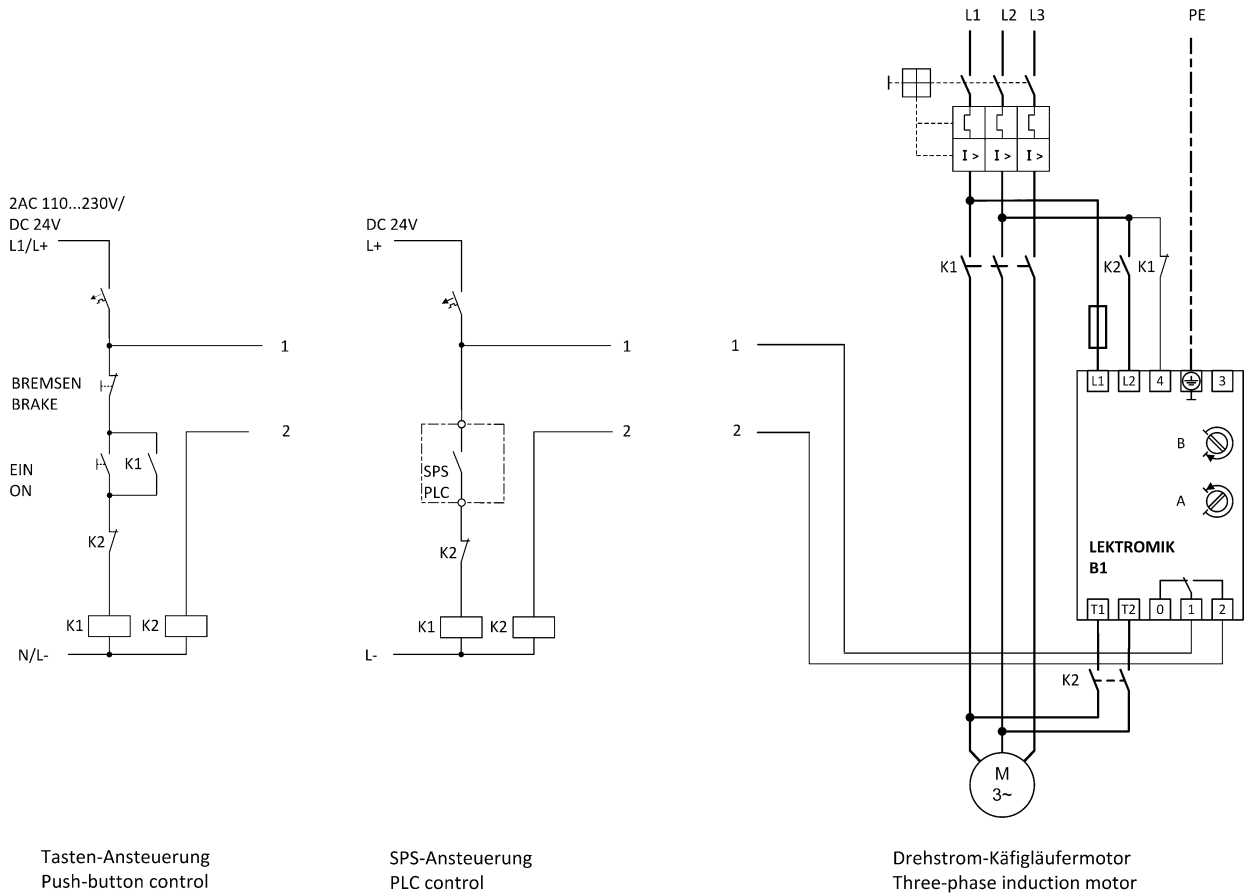 L1 L2 L3 PE
I > I > I >
2AC 110...230V/
DC 24V
L1/L+
1
BREMSEN
BRAKE
2
EIN
ON
K1
K2
K1 K2
N/L-
Tasten-Ansteuerung
Push-button control
DC 24V
L+
1
2
SPS
PLC
K2
K1 K2
L-
SPS-Ansteuerung
PLC control
K1 K2 K1
1
2
L1 L2 4 3
B
A
LEKTROMIK
B1
T1 T2 0 1 2
K2
M
3~
Drehstrom-Käfigläufermotor
Three-phase induction motor